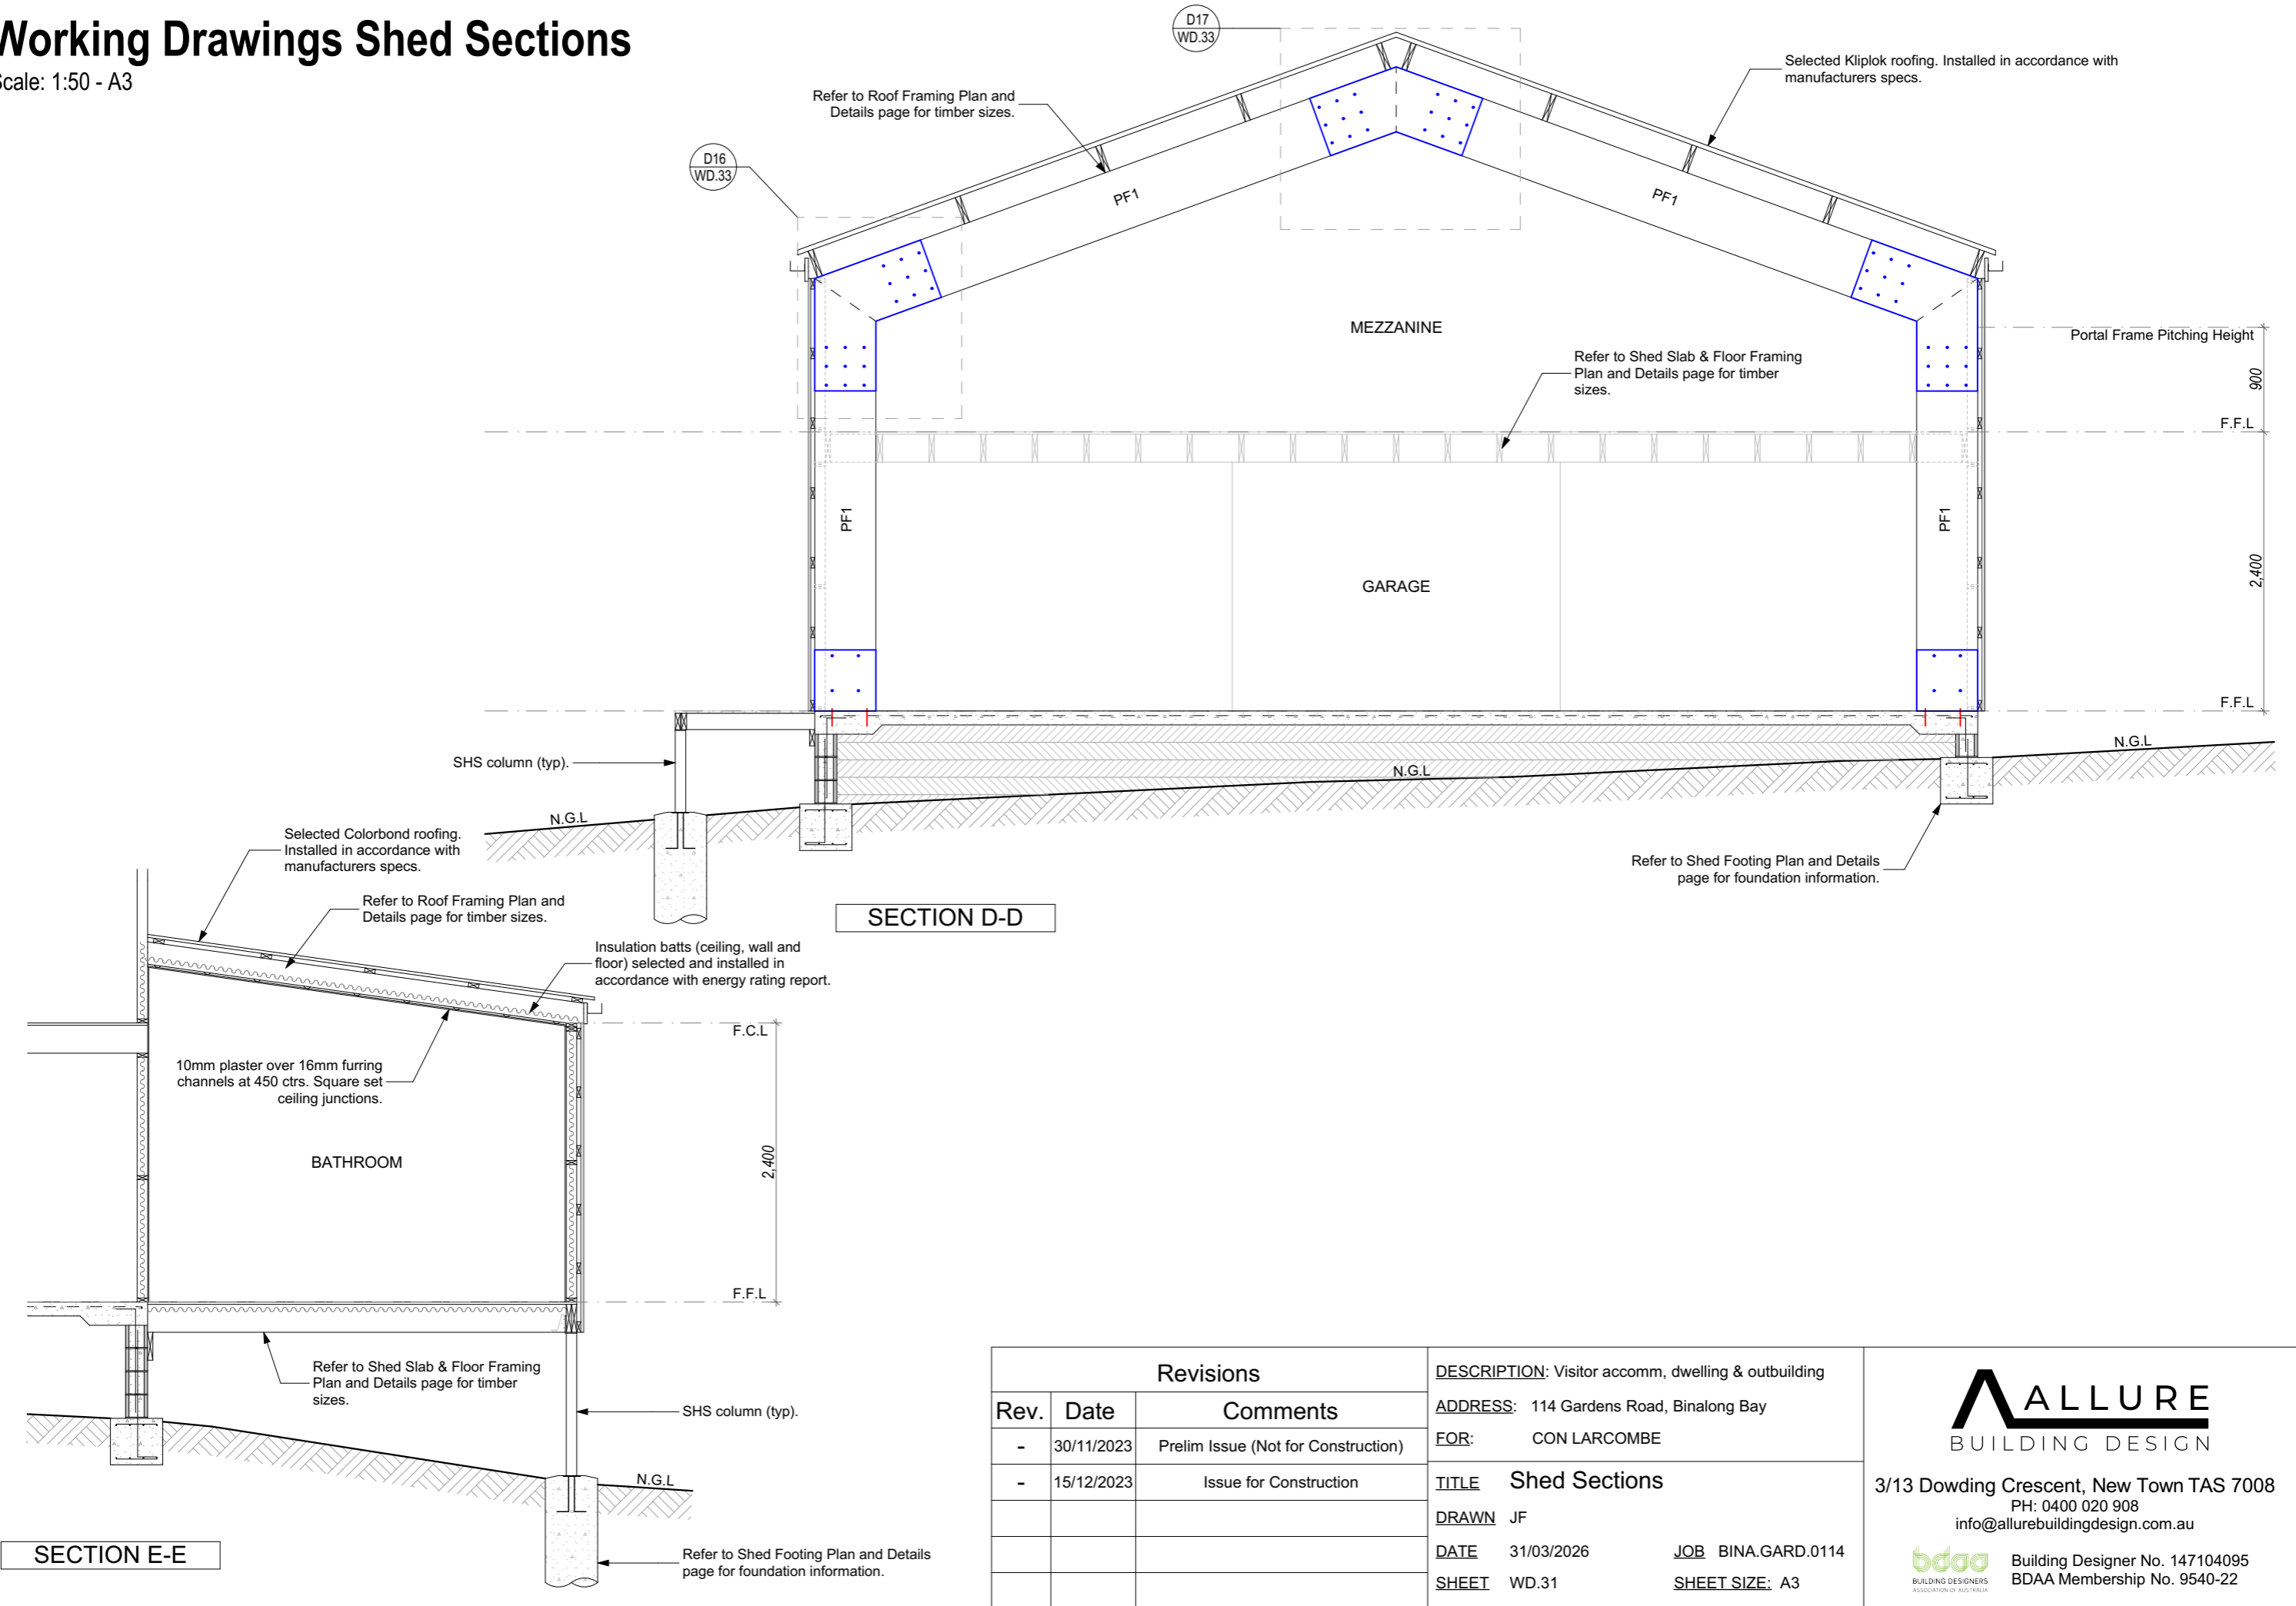 Working Drawings Shed Sections
Scale: 1:50 - A3
D17
WD.33
Selected Kliplok roofing. Installed in accordance with
manufacturers specs.
Refer to Roof Framing Plan and
Details page for timber sizes.
D16
WD.33
PF1
PF1
MEZZANINE
Portal Frame Pitching Height
Refer to Shed Slab & Floor Framing
Plan and Details page for timber
sizes.
900
F.F.L
PF1
PF1
2,400
GARAGE
F.F.L
SHS column (typ).
N.G.L
N.G.L
N.G.L
Refer to Shed Footing Plan and Details
page for foundation information.
SECTION D-D
Selected Colorbond roofing.
Installed in accordance with
manufacturers specs.
Refer to Roof Framing Plan and
Details page for timber sizes.
Insulation batts (ceiling, wall and
floor) selected and installed in
accordance with energy rating report.
F.C.L
10mm plaster over 16mm furring
channels at 450 ctrs. Square set
ceiling junctions.
2,400
BATHROOM
F.F.L
Refer to Shed Slab & Floor Framing
Plan and Details page for timber
sizes.
SHS column (typ).
N.G.L
SECTION E-E
Refer to Shed Footing Plan and Details
page for foundation information.
Revisions
Rev. Date Comments
- 30/11/2023 Prelim Issue (Not for Construction)
- 15/12/2023 Issue for Construction
DESCRIPTION: Visitor accomm, dwelling & outbuilding
ADDRESS: 114 Gardens Road, Binalong Bay
FOR: CON LARCOMBE
TITLE Shed Sections
DRAWN JF
DATE 31/03/2026 JOB BINA.GARD.0114
SHEET WD.31 SHEET SIZE: A3
ALLURE
BUILDING DESIGN
3/13 Dowding Crescent, New Town TAS 7008
PH: 0400 020 908
info@allurebuildingdesign.com.au
bdaa
BUILDING DESIGNERS
ASSOCIATION OF AUSTRALIA
Building Designer No. 147104095
BDAA Membership No. 9540-22